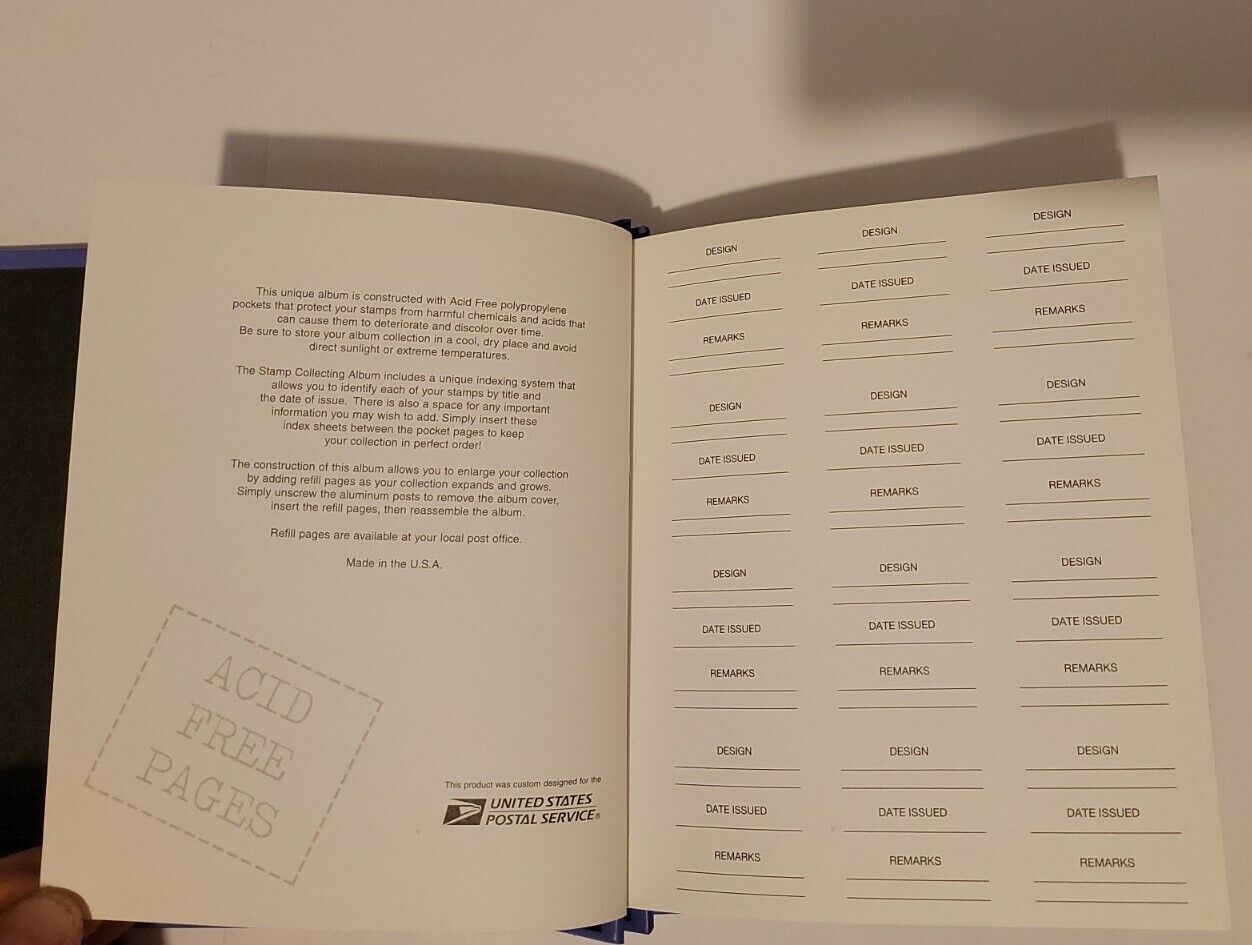 This unique album is constructed with Acid Free polypropylene
pockets that protect your stamps from harmful chemicals and acids that
can cause them to deteriorate and discolor over time.
Be sure to store your album collection in a cool, dry place and avoid
direct sunlight or extreme temperatures.
The Stamp Collecting Album includes a unique indexing system that
allows you to identify each of your stamps by title and
the date of issue. There is also a space for any important
information you may wish to add. Simply insert these
index sheets between the pocket pages to keep
your collection in perfect order!
The construction of this album allows you to enlarge your collection
by adding refill pages as your collection expands and grows.
Simply unscrew the aluminum posts to remove the album cover,
insert the refill pages, then reassemble the album.
Refill pages are available at your local post office.
Made in the U.S.A.
ACID
FREE
PAGES
This product was custom designed for the
UNITED STATES
POSTAL SERVICE®
DESIGN DESIGN DESIGN
DATE ISSUED DATE ISSUED DATE ISSUED
REMARKS REMARKS REMARKS
DESIGN DESIGN DESIGN
DATE ISSUED DATE ISSUED DATE ISSUED
REMARKS REMARKS REMARKS
DESIGN DESIGN DESIGN
DATE ISSUED DATE ISSUED DATE ISSUED
REMARKS REMARKS REMARKS
DESIGN DESIGN DESIGN
DATE ISSUED DATE ISSUED DATE ISSUED
REMARKS REMARKS REMARKS